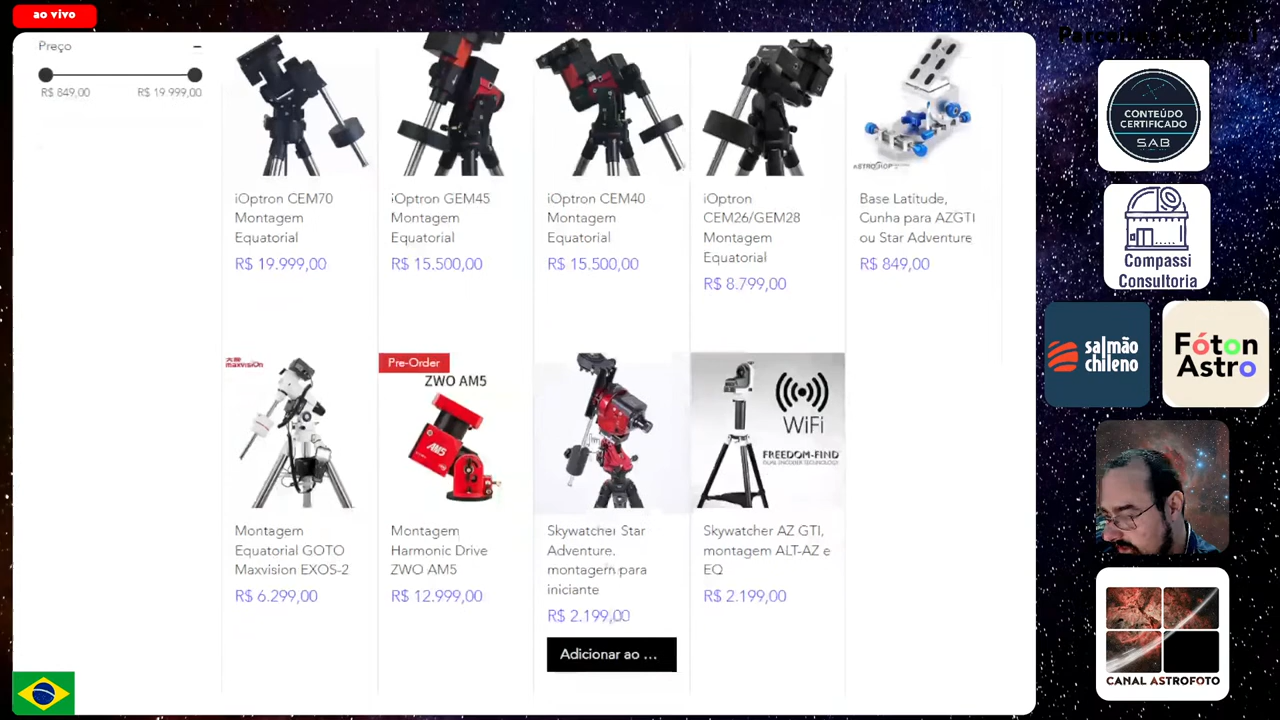 ao vivo
Preço
R$ 849,00
R$ 19 999,00
ASTROSHOP
iOptron CEM70
Montagem
Equatorial
R$ 19.999,00
iOptron GEM45
Montagem
Equatorial
R$ 15.500,00
iOptron CEM40
Montagem
Equatorial
R$ 15.500,00
iOptron
CEM26/GEM28
Montagem
Equatorial
R$ 8.799,00
Base Latitude,
Cunha para AZGTI
ou Star Adventure
R$ 849,00
maxvision
Pre-Order
ZWO AM5
AM5
WiFi
FREEDOM-FIND
DUAL ENCODER TECHNOLOGY
Montagem
Equatorial GOTO
Maxvision EXOS-2
R$ 6.299,00
Montagem
Harmonic Drive
ZWO AM5
R$ 12.999,00
Skywatcher Star
Adventure,
montagem para
iniciante
R$ 2.199,00
Adicionar ao ...
Skywatcher AZ GTI,
montagem ALT-AZ e
EQ
R$ 2.199,00
CONTEÚDO
CERTIFICADO
SAB
Compassi
Consultoria
salmão
chileno
Fóton
Astro
CANAL ASTROFOTO